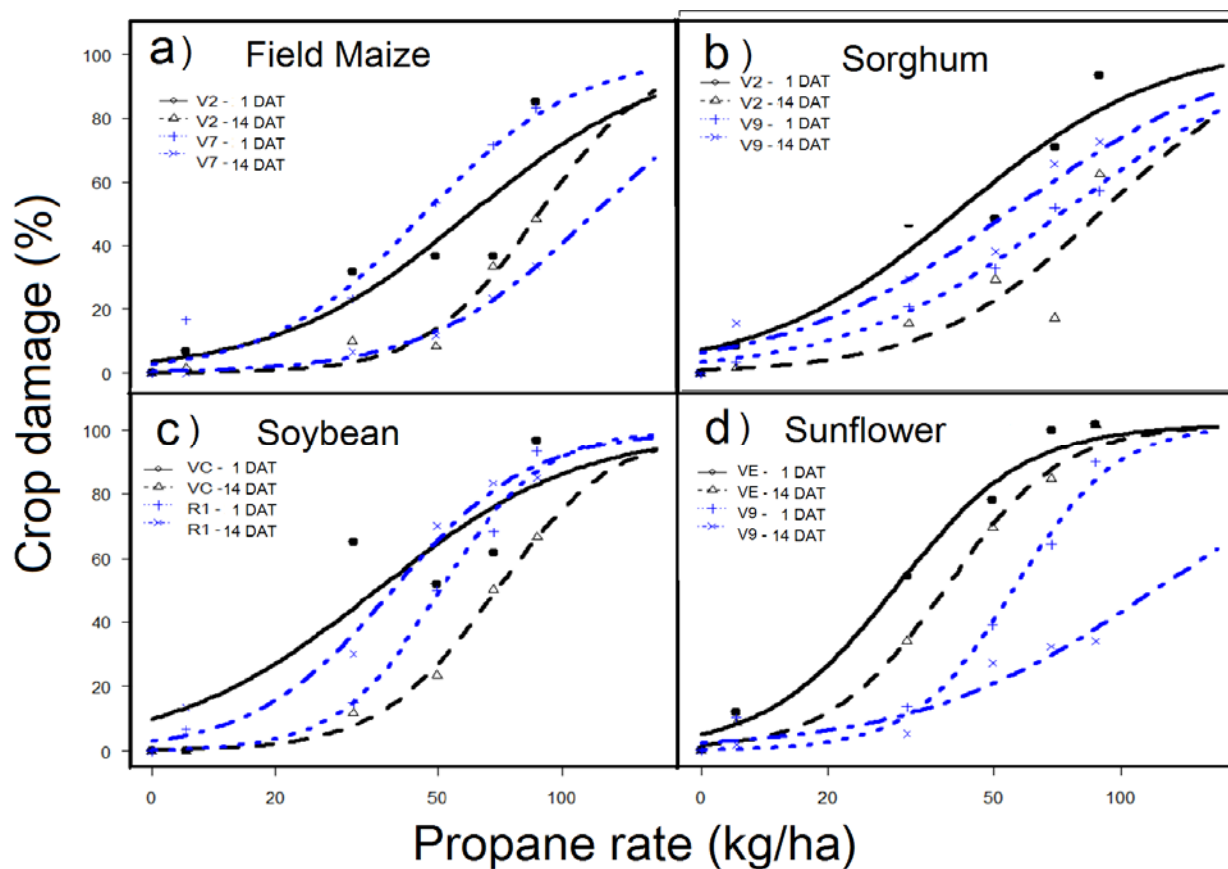 a) Field Maize
V2 - 1 DAT
V2 - 14 DAT
V7 - 1 DAT
V7 - 14 DAT
100
80
60
40
20
0
b) Sorghum
V2 - 1 DAT
V2 - 14 DAT
V9 - 1 DAT
V9 - 14 DAT
c) Soybean
VC - 1 DAT
VC - 14 DAT
R1 - 1 DAT
R1 - 14 DAT
100
80
60
40
20
0
d) Sunflower
VE - 1 DAT
VE - 14 DAT
V9 - 1 DAT
V9 - 14 DAT
Crop damage (%)
0 20 50 100
0 20 50 100
Propane rate (kg/ha)